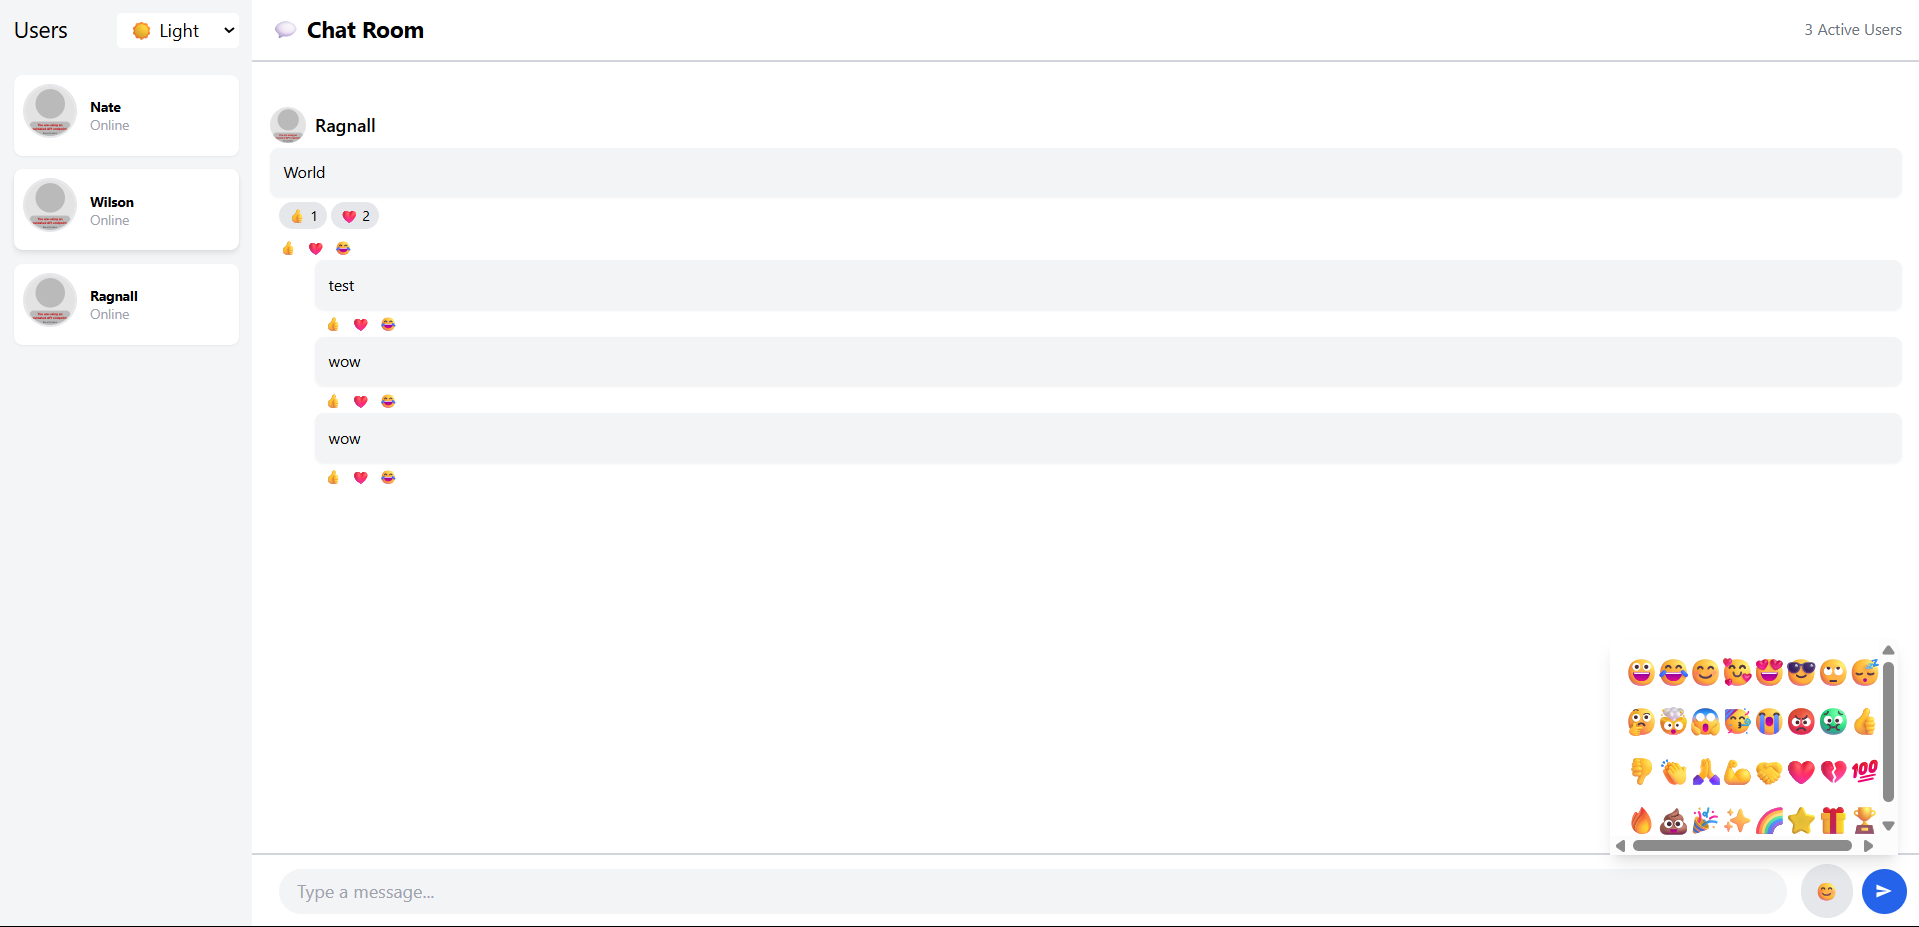 Users
Light
Nate
Online
Wilson
Online
Ragnall
Online
Chat Room
3 Active Users
Ragnall
World
👍 1 ❤️ 2
test
wow
wow
Type a message...